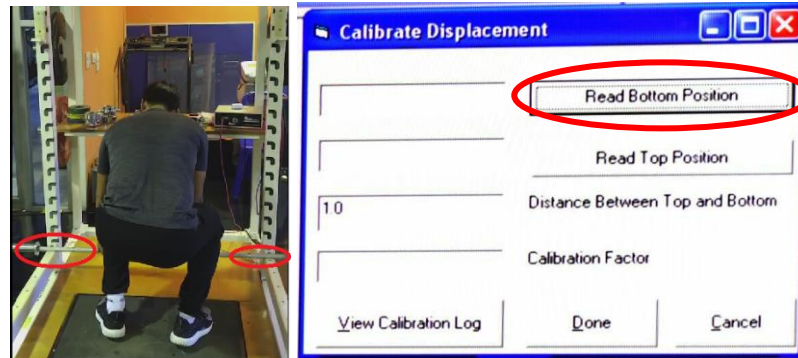 Calibrate Displacement
Read Bottom Position
Read Top Position
1.0
Distance Between Top and Bottom
Calibration Factor
View Calibration Log
Done
Cancel